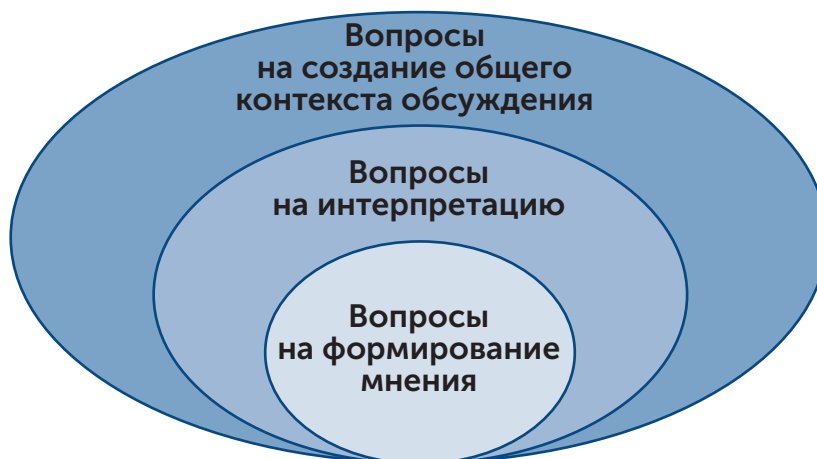 Вопросы
на создание общего
контекста обсуждения
Вопросы
на интерпретацию
Вопросы
на формирование
мнения